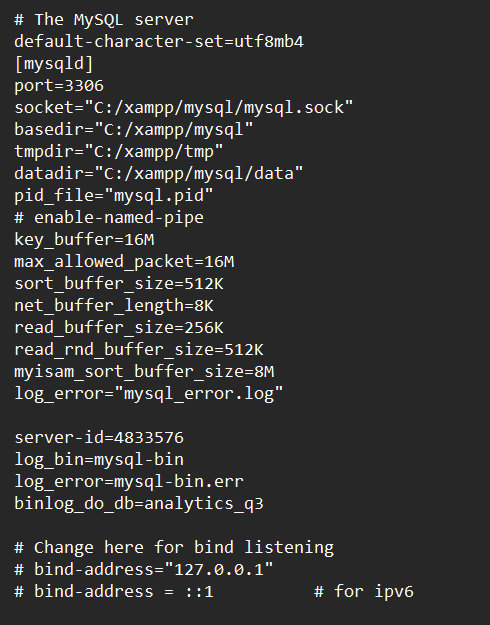 # The MySQL server
default-character-set=utf8mb4
[mysqld]
port=3306
socket="C:/xampp/mysql/mysql.sock"
basedir="C:/xampp/mysql"
tmpdir="C:/xampp/tmp"
datadir="C:/xampp/mysql/data"
pid_file="mysql.pid"
# enable-named-pipe
key_buffer=16M
max_allowed_packet=16M
sort_buffer_size=512K
net_buffer_length=8K
read_buffer_size=256K
read_rnd_buffer_size=512K
myisam_sort_buffer_size=8M
log_error="mysql_error.log"

server-id=4833576
log_bin=mysql-bin
log_error=mysql-bin.err
binlog_do_db=analytics_q3

# Change here for bind listening
# bind-address="127.0.0.1"
# bind-address = ::1          # for ipv6